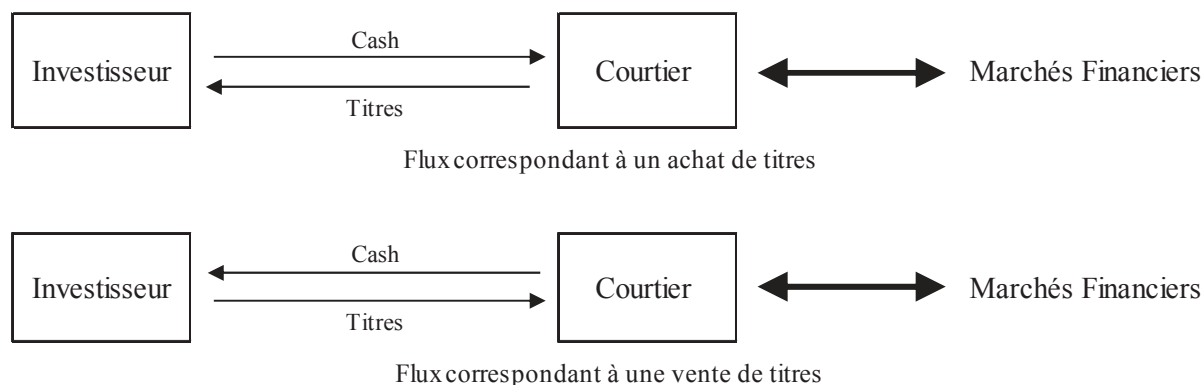 Cash
Investisseur
Courtier
Marchés Financiers
Titres
Flux correspondant à un achat de titres
Cash
Investisseur
Courtier
Marchés Financiers
Titres
Flux correspondant à une vente de titres